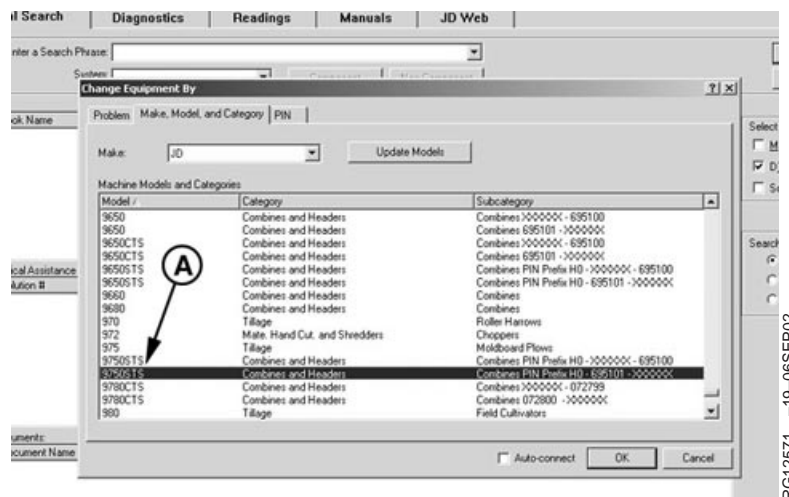 l Search Diagnostics Readings Manuals JD Web
nter a Search Phrase:
System:
Change Equipment By
ook Name
Problem Make, Model, and Category PIN
Select
Make: JD Update Models
M
D
Machine Models and Categories
Se
Model / Category Subcategory
9650 Combines and Headers Combines XXXXXX - 695100
9650 Combines and Headers Combines 695101 - XXXXXX
9650CTS Combines and Headers Combines XXXXXX - 695100
Search
9650CTS Combines and Headers Combines 695101 - XXXXXX
9650STS Combines and Headers Combines PIN Prefix H0 - XXXXXX - 695100
A
ical Assistance
9650STS Combines and Headers Combines PIN Prefix H0 - 695101 - XXXXXX
olution #
9660 Combines and Headers Combines
9680 Combines and Headers Combines
970 Tillage Roller Harrows
972 Mate. Hand Cut. and Shredders Choppers
975 Tillage Moldboard Plows
9750STS Combines and Headers Combines PIN Prefix H0 - XXXXXX - 695100
9750STS Combines and Headers Combines PIN Prefix H0 - 695101 - XXXXXX
9780CTS Combines and Headers Combines XXXXXX - 072799
9780CTS Combines and Headers Combines 072800 - XXXXXX
980 Tillage Field Cultivators
uments:
ocument Name
Auto-connect OK Cancel
RG12571 -19-06SEP02